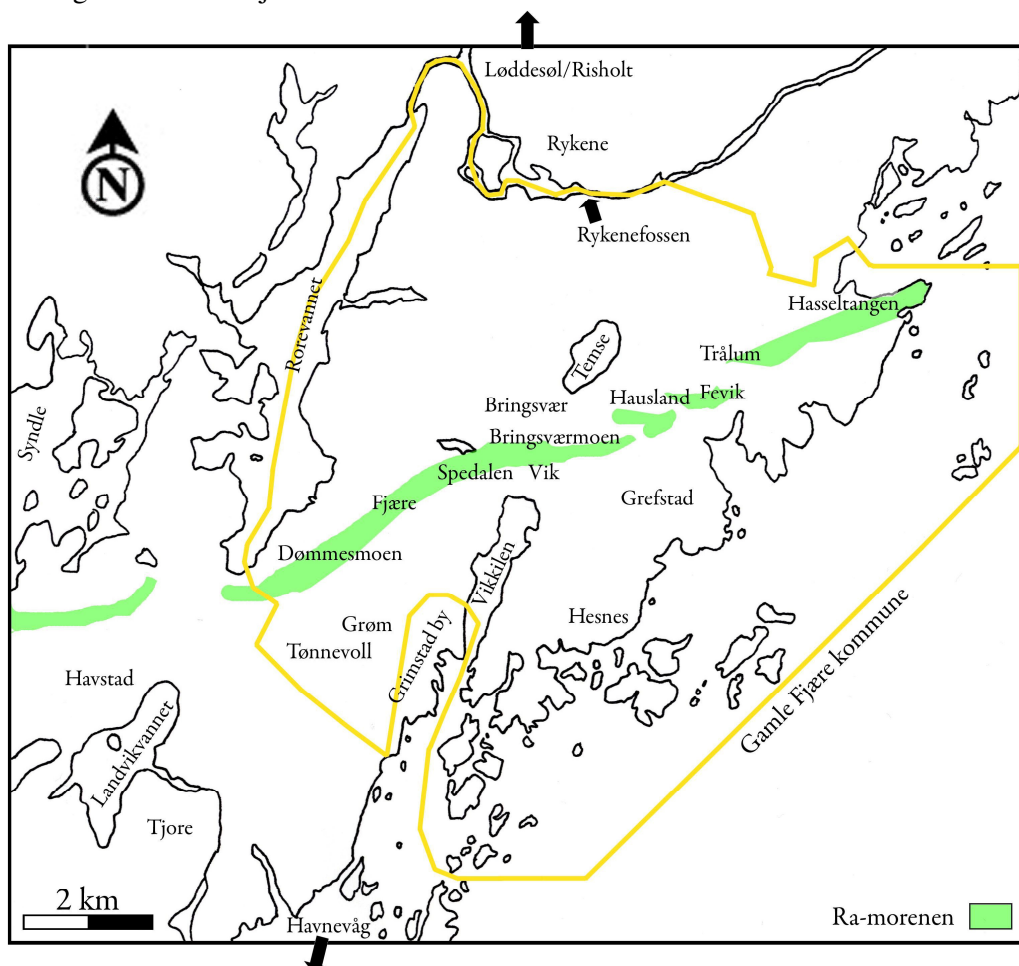 Løddesøl/Risholt
N
Rykene
Rykenefossen
Rorevannet
Hasseltangen
Temse
Trålum
Syndle
Hausland
Fevik
Bringsvær
Bringsværmoen
Spedalen
Vik
Fjære
Grefstad
Dømmesmoen
Vikkilen
Grøm
Hesnes
Tønnevoll
Grimstad by
Havstad
Gamle Fjære kommune
Landvikvannet
Tjore
2 km
Havnevåg
Ra-morenen